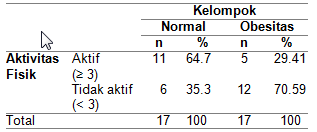 Kelompok
Normal Obesitas
n % n %
Aktivitas Aktif 11 64.7 5 29.41
Fisik (≥ 3)
Tidak aktif 6 35.3 12 70.59
(< 3)
Total 17 100 17 100